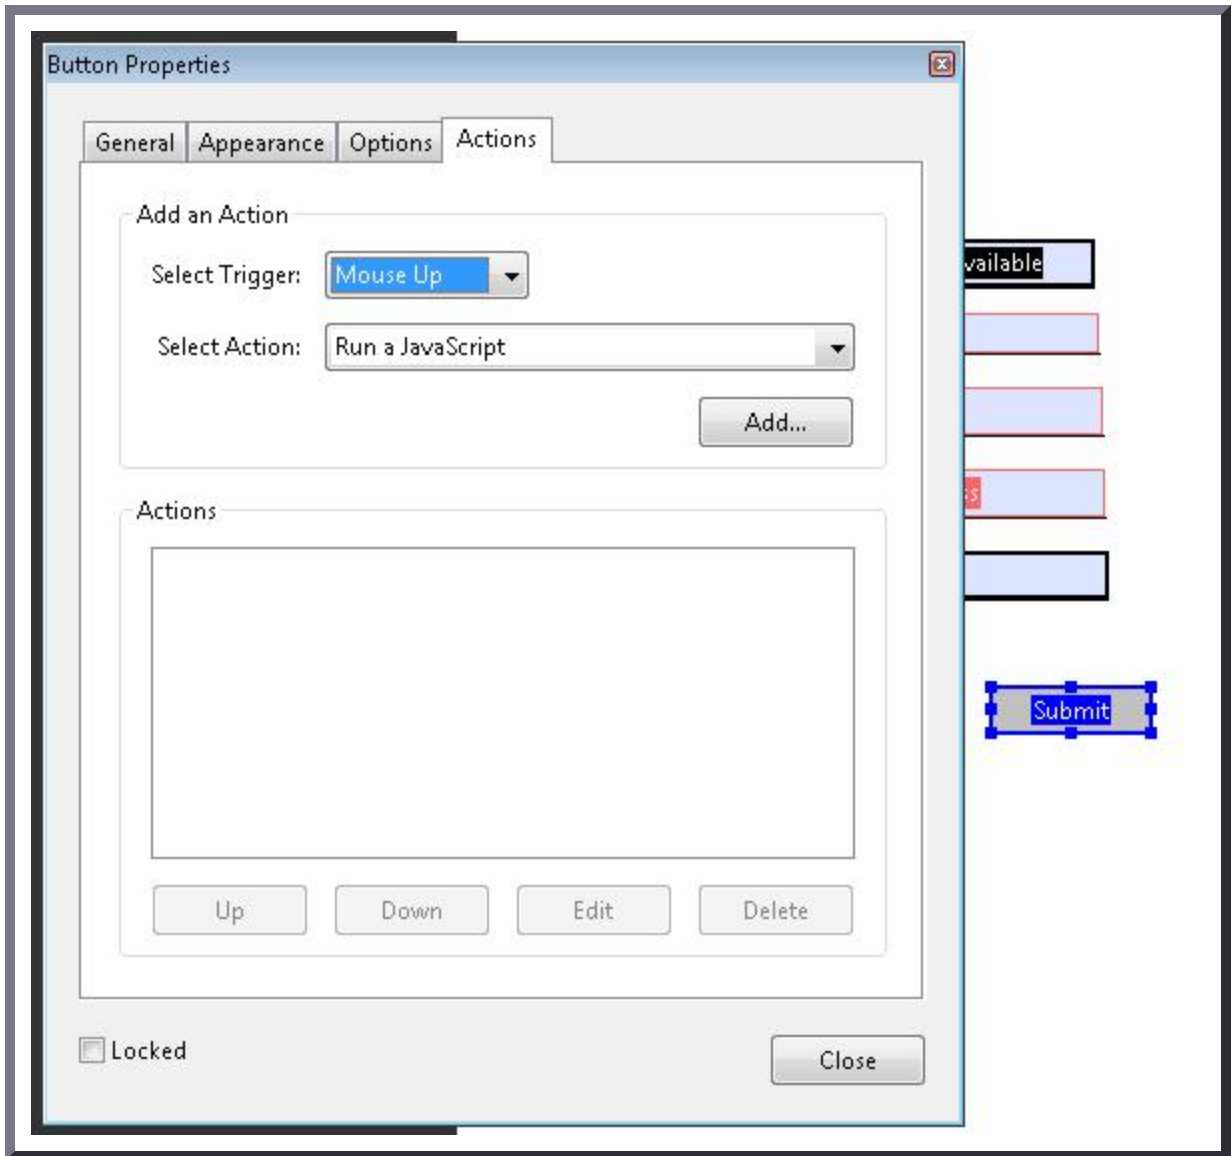 Button Properties
General Appearance Options Actions
Add an Action
Select Trigger: Mouse Up
vailable
Select Action: Run a JavaScript
Add...
ss
Actions
Submit
Up Down Edit Delete
Locked
Close